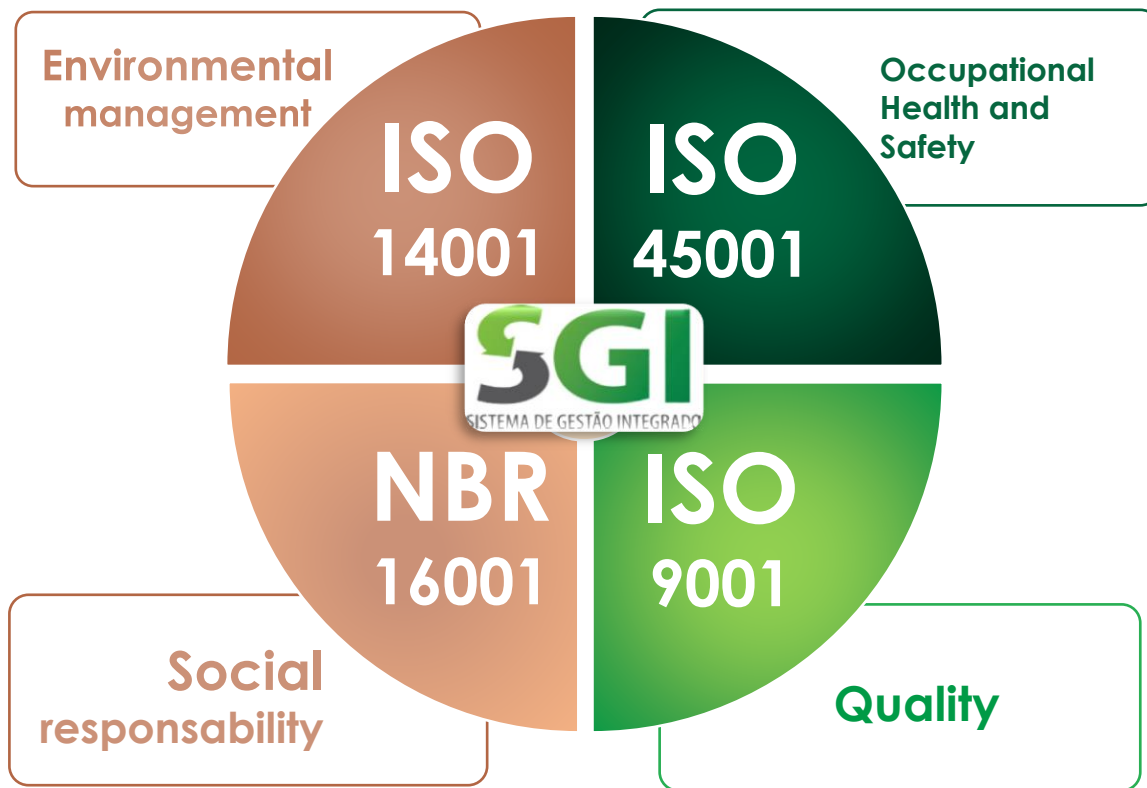 Environmental
management
ISO
14001
Occupational
Health and
Safety
ISO
45001
SGI
SISTEMA DE GESTÃO INTEGRADO
NBR
16001
Social
responsability
ISO
9001
Quality